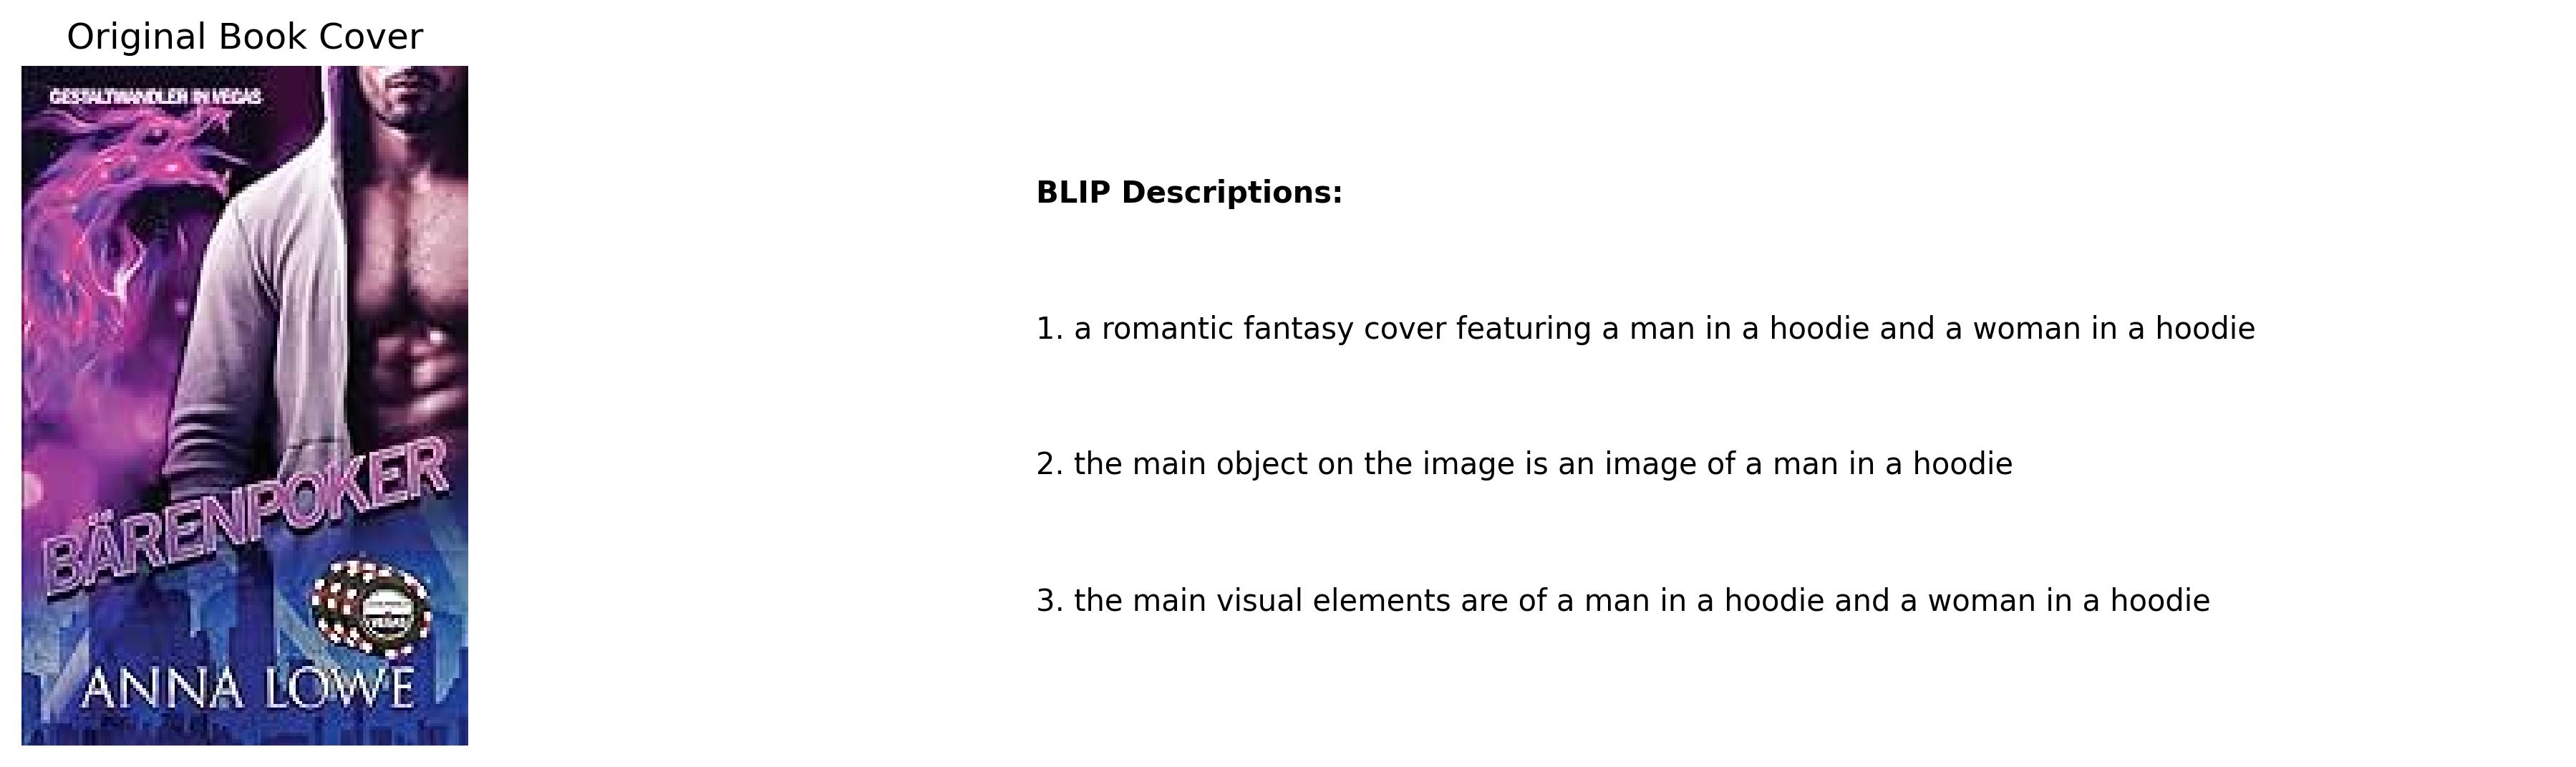 Original Book Cover
GESTALTWANDLER IN VEGAS
BÄRENPOKER
VEGAS
ANNA LOWE
BLIP Descriptions:
1. a romantic fantasy cover featuring a man in a hoodie and a woman in a hoodie
2. the main object on the image is an image of a man in a hoodie
3. the main visual elements are of a man in a hoodie and a woman in a hoodie